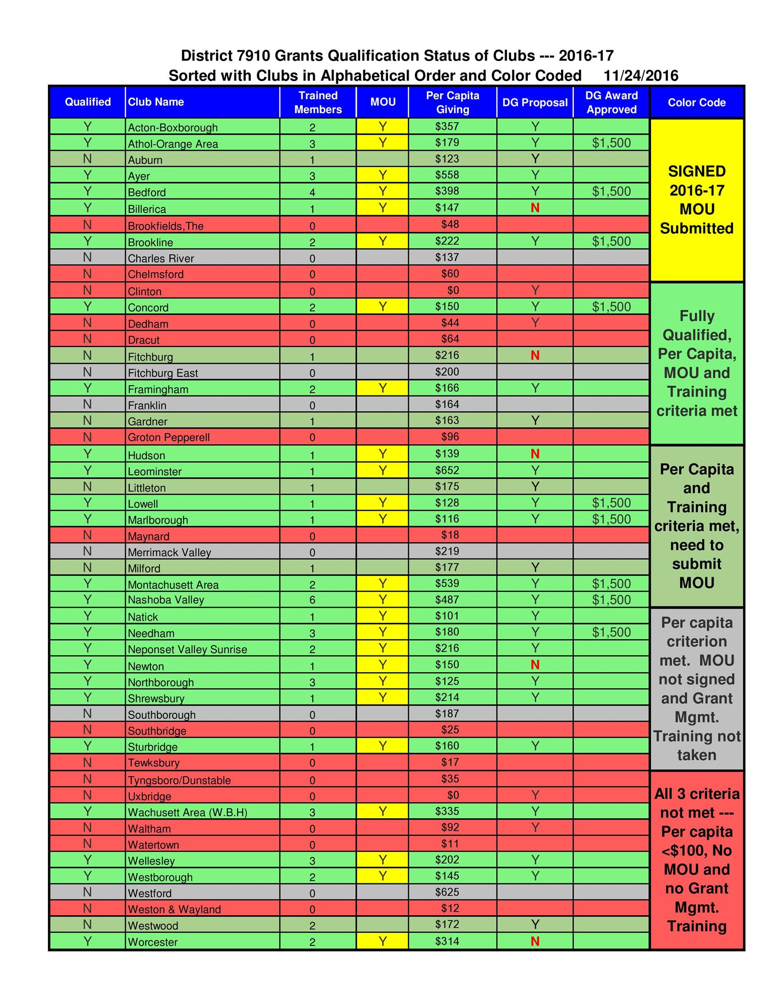 District 7910 Grants Qualification Status of Clubs --- 2016-17
Sorted with Clubs in Alphabetical Order and Color Coded 11/24/2016
Qualified Club Name Trained Members MOU Per Capita Giving DG Proposal DG Award Approved Color Code
Y Acton-Boxborough 2 Y $357 Y
Y Athol-Orange Area 3 Y $179 Y $1,500
N Auburn 1 $123 Y
Y Ayer 3 Y $558 Y
Y Bedford 4 Y $398 Y $1,500
Y Billerica 1 Y $147 N
N Brookfields,The 0 $48
Y Brookline 2 Y $222 Y $1,500
N Charles River 0 $137
N Chelmsford 0 $60
N Clinton 0 $0 Y
Y Concord 2 Y $150 Y $1,500
N Dedham 0 $44 Y
N Dracut 0 $64
N Fitchburg 1 $216 N
N Fitchburg East 0 $200
Y Framingham 2 Y $166 Y
N Franklin 0 $164
N Gardner 1 $163 Y
N Groton Pepperell 0 $96
Y Hudson 1 Y $139 N
Y Leominster 1 Y $652 Y
N Littleton 1 $175 Y
Y Lowell 1 Y $128 Y $1,500
Y Marlborough 1 Y $116 Y $1,500
N Maynard 0 $18
N Merrimack Valley 0 $219
N Milford 1 $177 Y
Y Montachusett Area 2 Y $539 Y $1,500
Y Nashoba Valley 6 Y $487 Y $1,500
Y Natick 1 Y $101 Y
Y Needham 3 Y $180 Y $1,500
Y Neponset Valley Sunrise 2 Y $216 Y
Y Newton 1 Y $150 N
Y Northborough 3 Y $125 Y
Y Shrewsbury 1 Y $214 Y
N Southborough 0 $187
N Southbridge 0 $25
Y Sturbridge 1 Y $160 Y
N Tewksbury 0 $17
N Tyngsboro/Dunstable 0 $35
N Uxbridge 0 $0 Y
Y Wachusett Area (W.B.H) 3 Y $335 Y
N Waltham 0 $92 Y
N Watertown 0 $11
Y Wellesley 3 Y $202 Y
Y Westborough 2 Y $145 Y
N Westford 0 $625
N Weston & Wayland 0 $12
N Westwood 2 $172 Y
Y Worcester 2 Y $314 N
SIGNED
2016-17
MOU
Submitted
Fully
Qualified,
Per Capita,
MOU and
Training
criteria met
Per Capita
and
Training
criteria met,
need to
submit
MOU
Per capita
criterion
met. MOU
not signed
and Grant
Mgmt.
Training not
taken
All 3 criteria
not met ---
Per capita
<$100, No
MOU and
no Grant
Mgmt.
Training